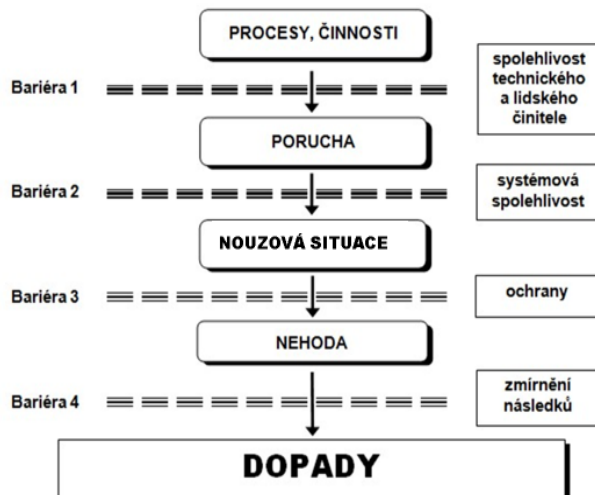 PROCESY, ČINNOSTI
Bariéra 1
spolehlivost
technického
a lidského
činitele
PORUCHA
Bariéra 2
systémová
spolehlivost
NOUZOVÁ SITUACE
Bariéra 3
ochrany
NEHODA
Bariéra 4
zmírnění
následků
DOPADY